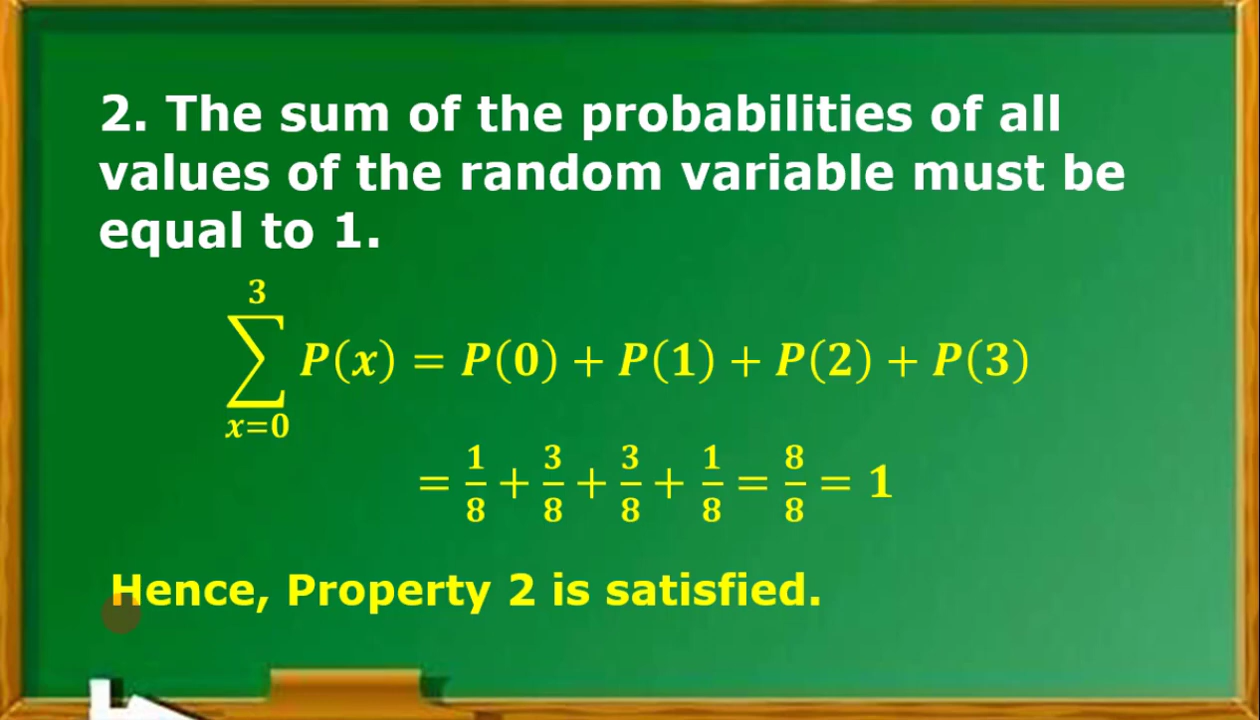 2. The sum of the probabilities of all
values of the random variable must be
equal to 1.
3
∑ P(x) = P(0) + P(1) + P(2) + P(3)
x=0
= 1/8 + 3/8 + 3/8 + 1/8 = 8/8 = 1
Hence, Property 2 is satisfied.